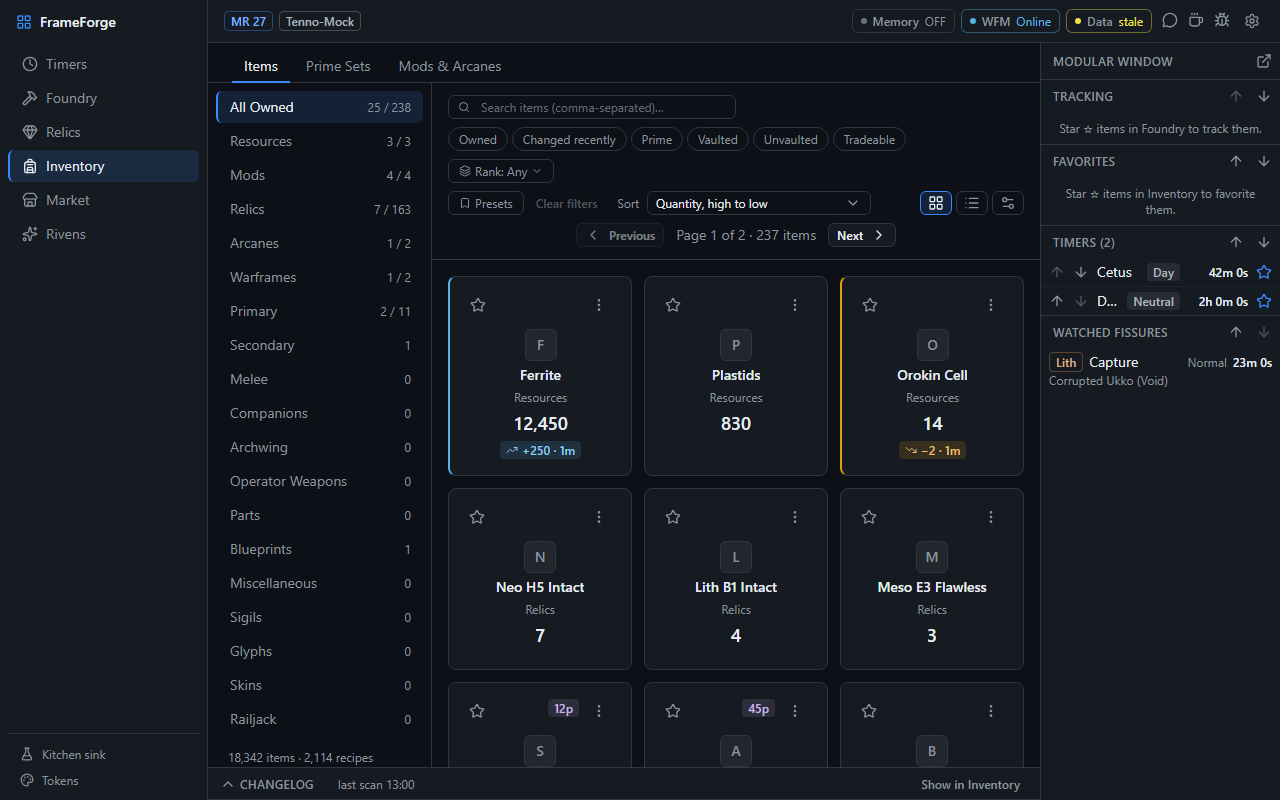 FrameForge
MR 27
Tenno-Mock
Memory OFF
WFM Online
Data stale
Timers
Foundry
Relics
Inventory
Market
Rivens
Kitchen sink
Tokens
Items
Prime Sets
Mods & Arcanes
All Owned 25 / 238
Resources 3 / 3
Mods 4 / 4
Relics 7 / 163
Arcanes 1 / 2
Warframes 1 / 2
Primary 2 / 11
Secondary 1
Melee 0
Companions 0
Archwing 0
Operator Weapons 0
Parts 0
Blueprints 1
Miscellaneous 0
Sigils 0
Glyphs 0
Skins 0
Railjack 0
18,342 items · 2,114 recipes
Search items (comma-separated)...
Owned
Changed recently
Prime
Vaulted
Unvaulted
Tradeable
Rank: Any
Presets
Clear filters
Sort
Quantity, high to low
Previous
Page 1 of 2 · 237 items
Next
F
Ferrite
Resources
12,450
+250 · 1m
P
Plastids
Resources
830
O
Orokin Cell
Resources
14
−2 · 1m
N
Neo H5 Intact
Relics
7
L
Lith B1 Intact
Relics
4
M
Meso E3 Flawless
Relics
3
12p
S
45p
A
B
CHANGELOG
last scan 13:00
Show in Inventory
MODULAR WINDOW
TRACKING
Star ☆ items in Foundry to track them.
FAVORITES
Star ☆ items in Inventory to favorite
them.
TIMERS (2)
Cetus Day 42m 0s
D... Neutral 2h 0m 0s
WATCHED FISSURES
Lith Capture Normal 23m 0s
Corrupted Ukko (Void)